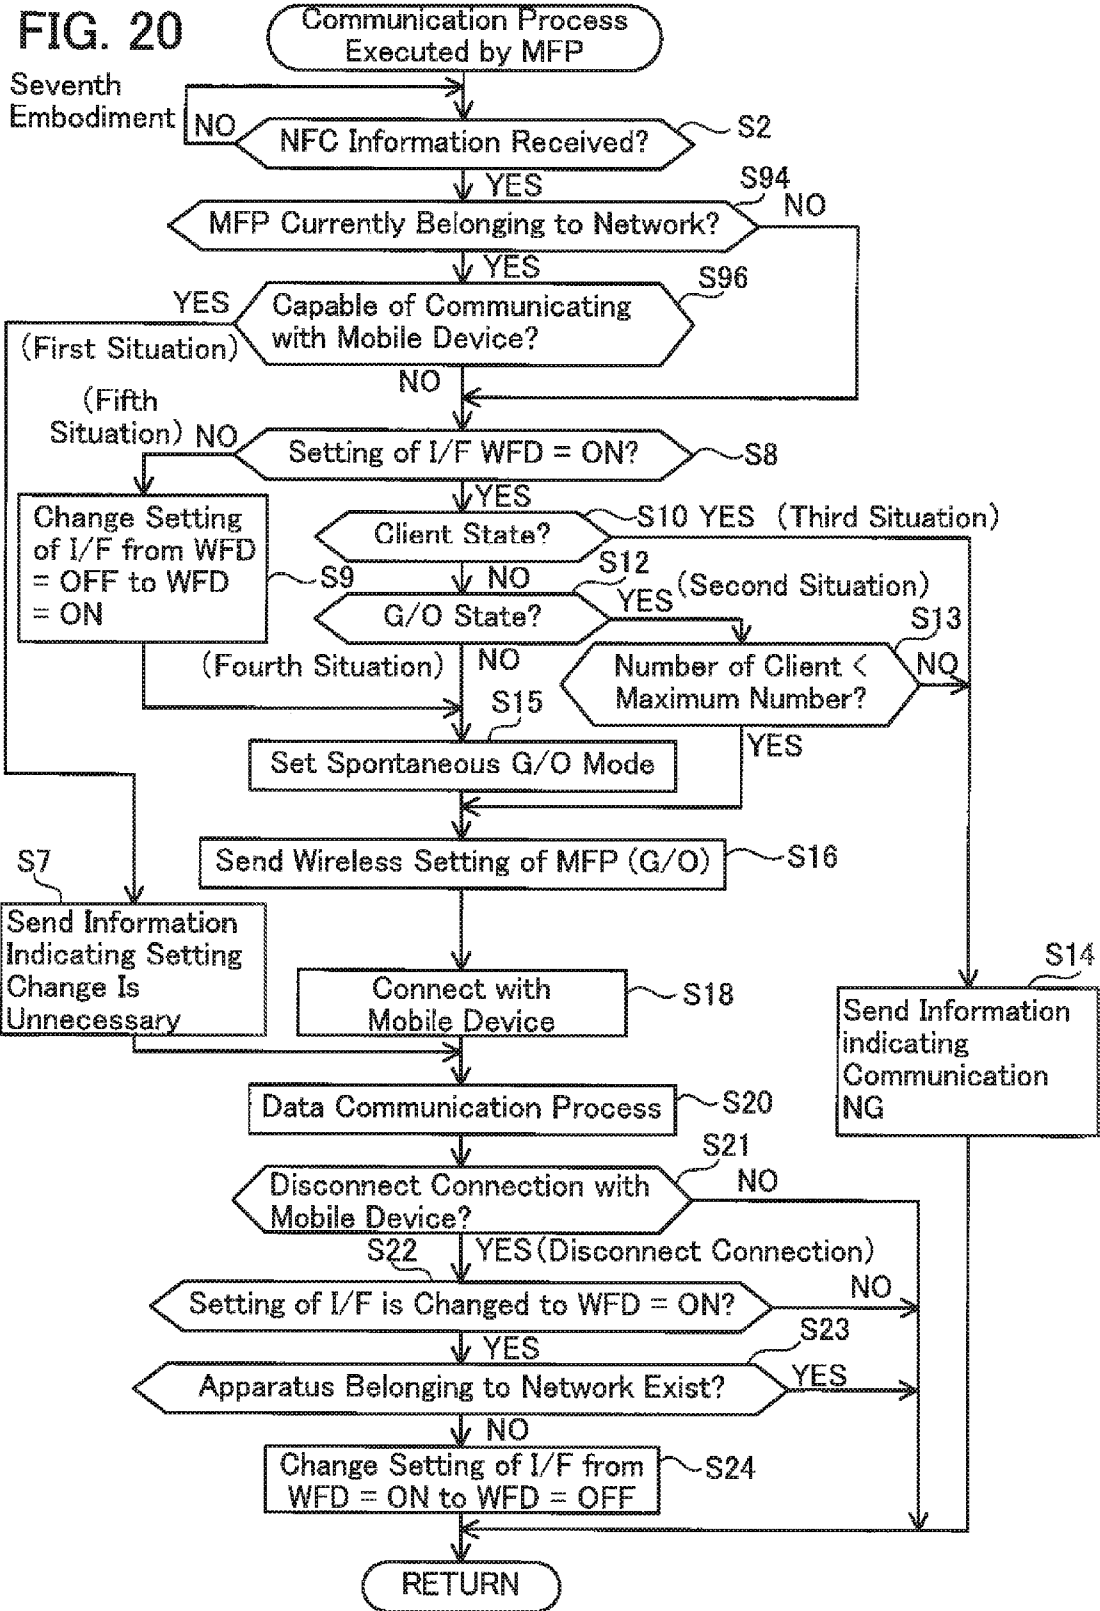 FIG. 20
Communication Process
Executed by MFP
Seventh
Embodiment
NO
NFC Information Received?
S2
YES
S94
MFP Currently Belonging to Network?
NO
YES
S96
YES
Capable of Communicating
with Mobile Device?
(First Situation)
NO
(Fifth
Situation)
NO
Setting of I/F WFD = ON?
S8
YES
Change Setting
of I/F from WFD
= OFF to WFD
= ON
S9
Client State?
S10
YES
(Third Situation)
NO
S12
G/O State?
YES
(Second Situation)
S13
(Fourth Situation)
NO
Number of Client <
Maximum Number?
NO
S15
YES
Set Spontaneous G/O Mode
Send Wireless Setting of MFP (G/O)
S16
S7
Send Information
Indicating Setting
Change Is
Unnecessary
Connect with
Mobile Device
S18
S14
Send Information
indicating
Communication
NG
Data Communication Process
S20
S21
Disconnect Connection with
Mobile Device?
NO
S22
YES (Disconnect Connection)
Setting of I/F is Changed to WFD = ON?
NO
YES
S23
Apparatus Belonging to Network Exist?
YES
NO
Change Setting of I/F from
WFD = ON to WFD = OFF
S24
RETURN